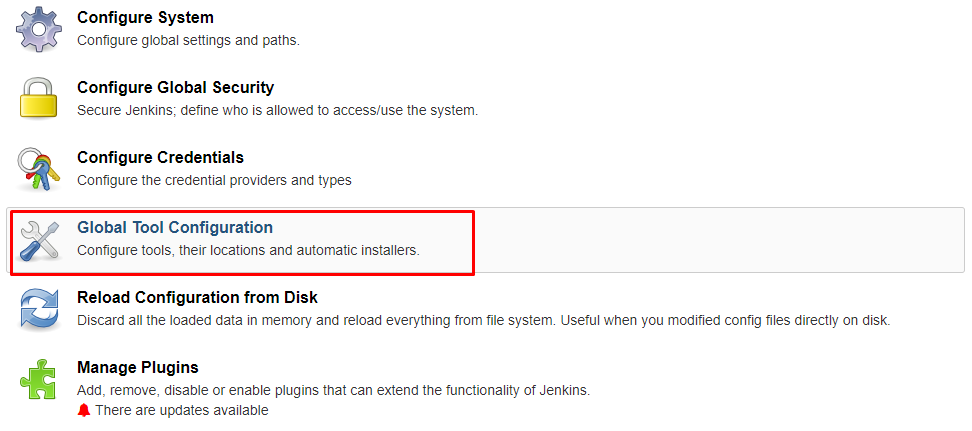 Configure System
Configure global settings and paths.
Configure Global Security
Secure Jenkins; define who is allowed to access/use the system.
Configure Credentials
Configure the credential providers and types
Global Tool Configuration
Configure tools, their locations and automatic installers.
Reload Configuration from Disk
Discard all the loaded data in memory and reload everything from file system. Useful when you modified config files directly on disk.
Manage Plugins
Add, remove, disable or enable plugins that can extend the functionality of Jenkins.
There are updates available